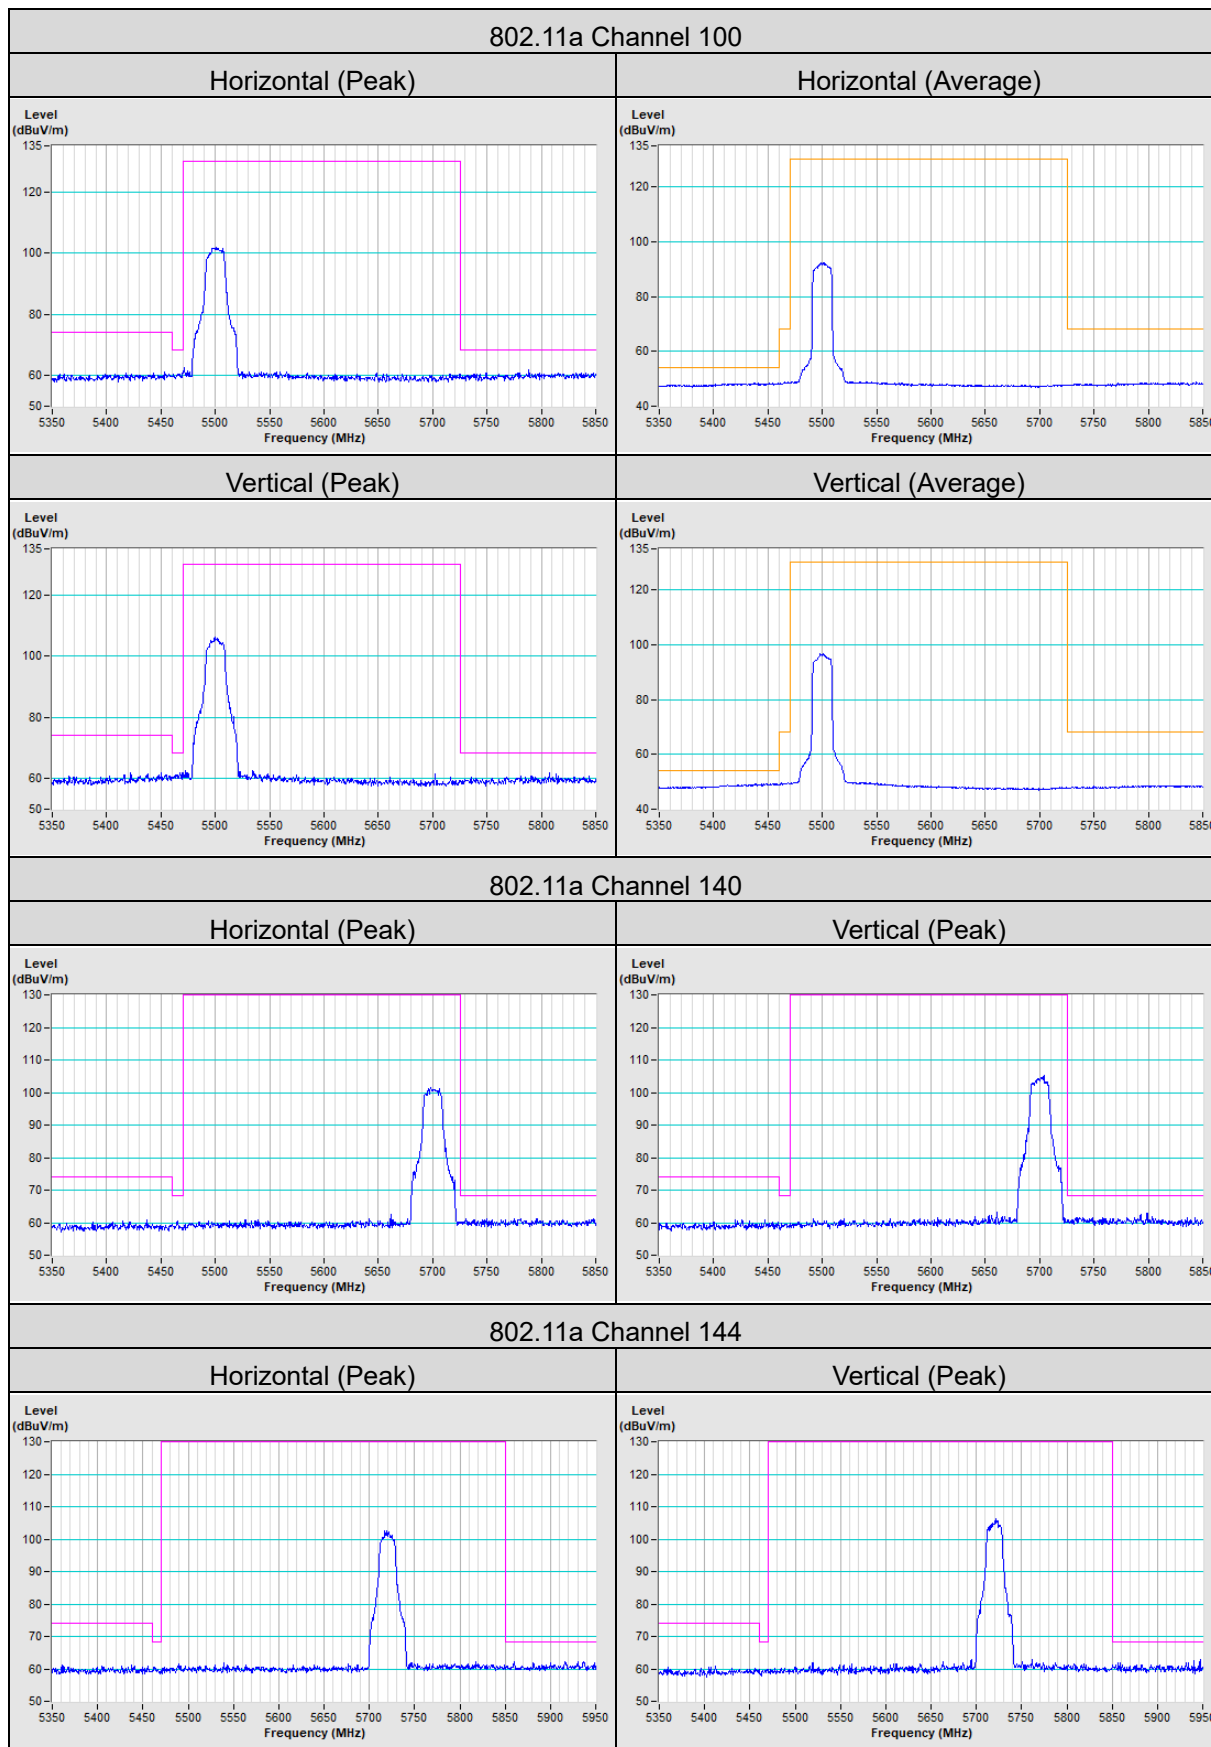 802.11a Channel 100
Horizontal (Peak)
Horizontal (Average)
Level
(dBuV/m)
135
120
100
80
60
50
5350 5400 5450 5500 5550 5600 5650 5700 5750 5800 5850
Frequency (MHz)
Level
(dBuV/m)
135
120
100
80
60
40
5350 5400 5450 5500 5550 5600 5650 5700 5750 5800 5850
Frequency (MHz)
Vertical (Peak)
Vertical (Average)
Level
(dBuV/m)
135
120
100
80
60
50
5350 5400 5450 5500 5550 5600 5650 5700 5750 5800 5850
Frequency (MHz)
Level
(dBuV/m)
135
120
100
80
60
40
5350 5400 5450 5500 5550 5600 5650 5700 5750 5800 5850
Frequency (MHz)
802.11a Channel 140
Horizontal (Peak)
Vertical (Peak)
Level
(dBuV/m)
130
120
110
100
90
80
70
60
50
5350 5400 5450 5500 5550 5600 5650 5700 5750 5800 5850
Frequency (MHz)
Level
(dBuV/m)
130
120
110
100
90
80
70
60
50
5350 5400 5450 5500 5550 5600 5650 5700 5750 5800 5850
Frequency (MHz)
802.11a Channel 144
Horizontal (Peak)
Vertical (Peak)
Level
(dBuV/m)
130
120
110
100
90
80
70
60
50
5350 5400 5450 5500 5550 5600 5650 5700 5750 5800 5850 5900 5950
Frequency (MHz)
Level
(dBuV/m)
130
120
110
100
90
80
70
60
50
5350 5400 5450 5500 5550 5600 5650 5700 5750 5800 5850 5900 5950
Frequency (MHz)